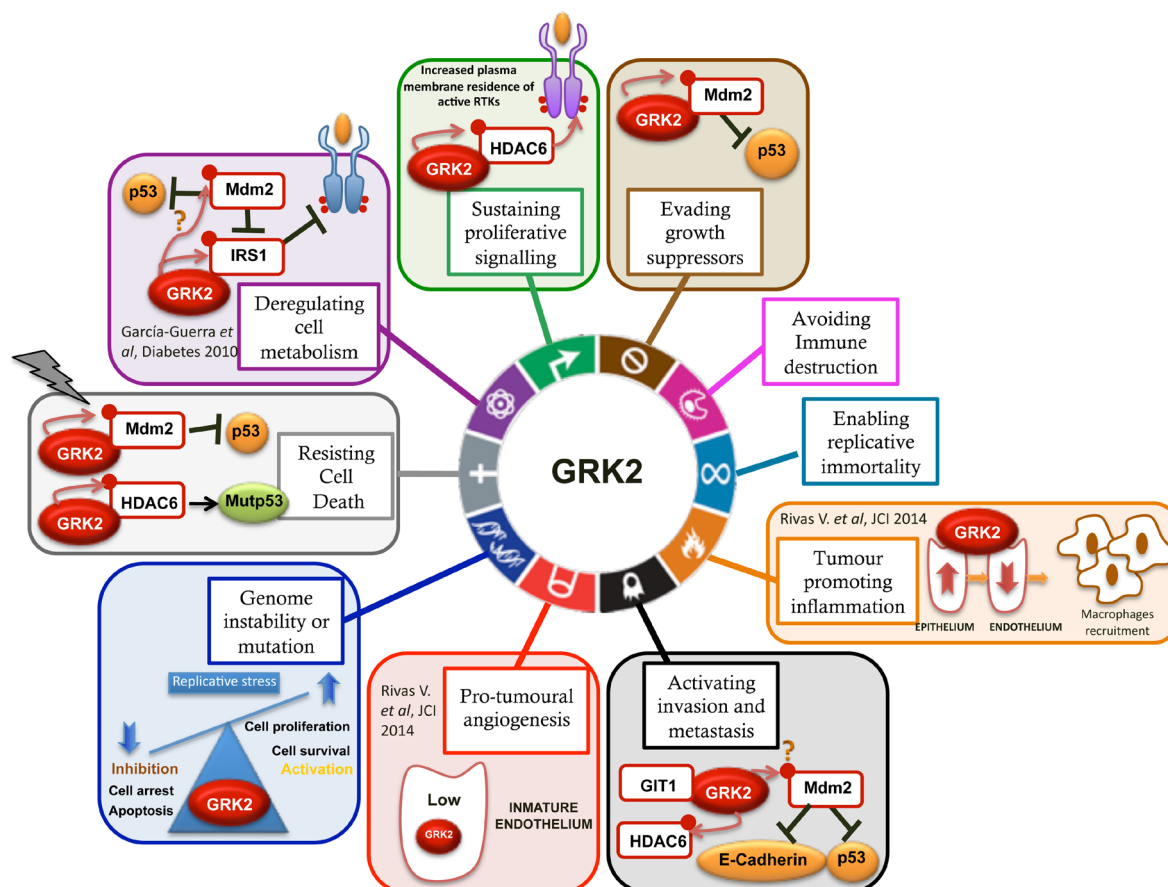 Increased plasma
membrane residence of
active RTKs
HDAC6
GRK2
Sustaining
proliferative
signalling
Mdm2
GRK2
p53
Evading
growth
suppressors
p53
Mdm2
?
IRS1
GRK2
García-Guerra et
al, Diabetes 2010
Deregulating
cell
metabolism
Avoiding
Immune
destruction
Enabling
replicative
immortality
GRK2
Mdm2
p53
GRK2
HDAC6
Mutp53
GRK2
Resisting
Cell
Death
Rivas V. et al, JCI 2014
Tumour
promoting
inflammation
GRK2
EPITHELIUM
ENDOTHELIUM
Macrophages
recruitment
Genome
instability or
mutation
Replicative stress
Cell proliferation
Cell survival
Activation
Inhibition
Cell arrest
Apoptosis
GRK2
Rivas V.
et al, JCI
2014
Pro-tumoural
angiogenesis
Low
GRK2
INMATURE
ENDOTHELIUM
Activating
invasion and
metastasis
?
GIT1
GRK2
Mdm2
HDAC6
E-Cadherin
p53